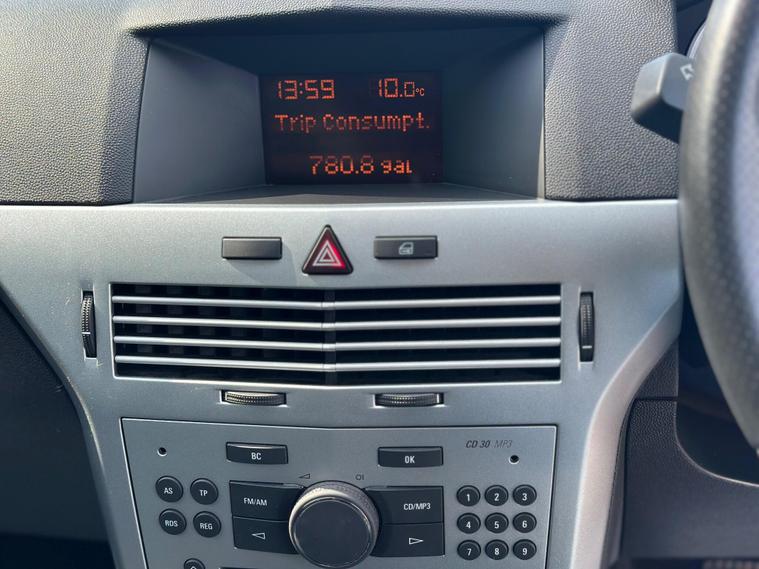 13:59 10.0°C
Trip Consumpt.
780.8 gal
BC OK CD 30 MP3
AS TP FM/AM CD/MP3 1 2 3
RDS REG 4 5 6
7 8 9